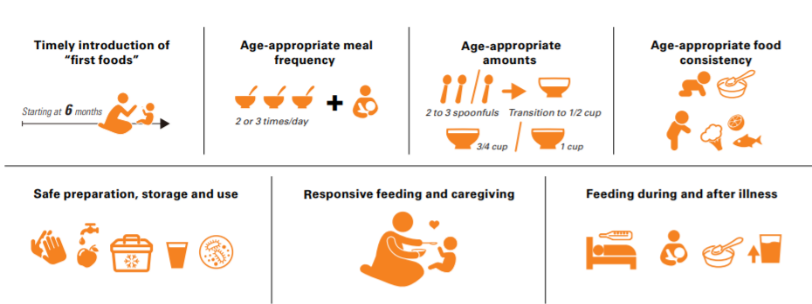 Timely introduction of
"first foods"
Starting at 6 months
Age-appropriate meal
frequency
2 or 3 times/day
Age-appropriate
amounts
2 to 3 spoonfuls
Transition to 1/2 cup
3/4 cup
1 cup
Age-appropriate food
consistency
Safe preparation, storage and use
Responsive feeding and caregiving
Feeding during and after illness